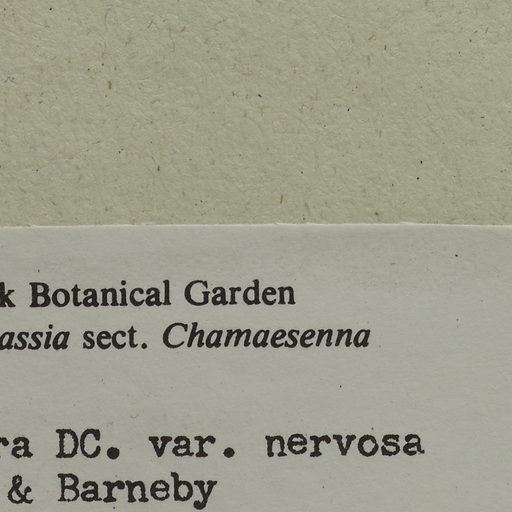 k Botanical Garden
assia sect. Chamaesenna
ra DC. var. nervosa
& Barneby